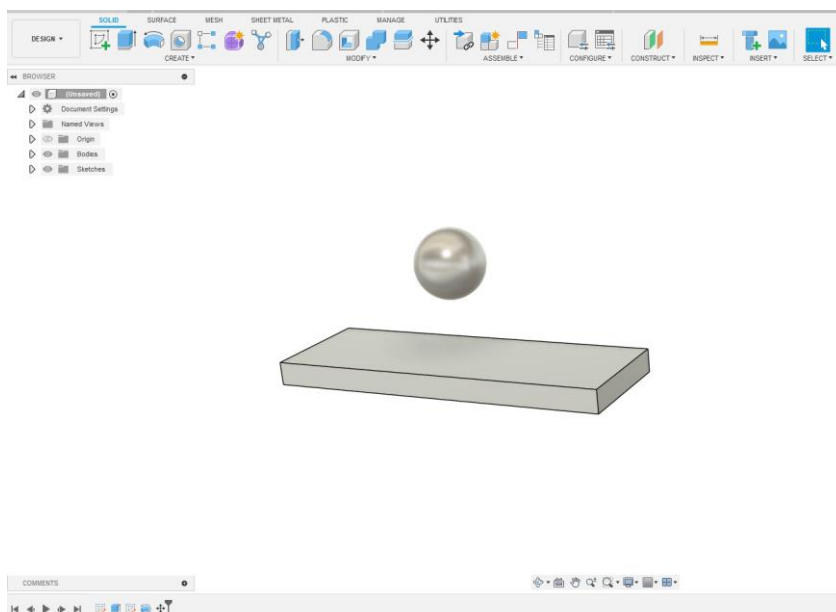 SOLID SURFACE MESH SHEET METAL PLASTIC MANAGE UTILITIES
DESIGN
CREATE MODIFY ASSEMBLE CONFIGURE CONSTRUCT INSPECT INSERT SELECT
BROWSER
(Unsaved)
Document Settings
Named Views
Origin
Bodies
Sketches
COMMENTS